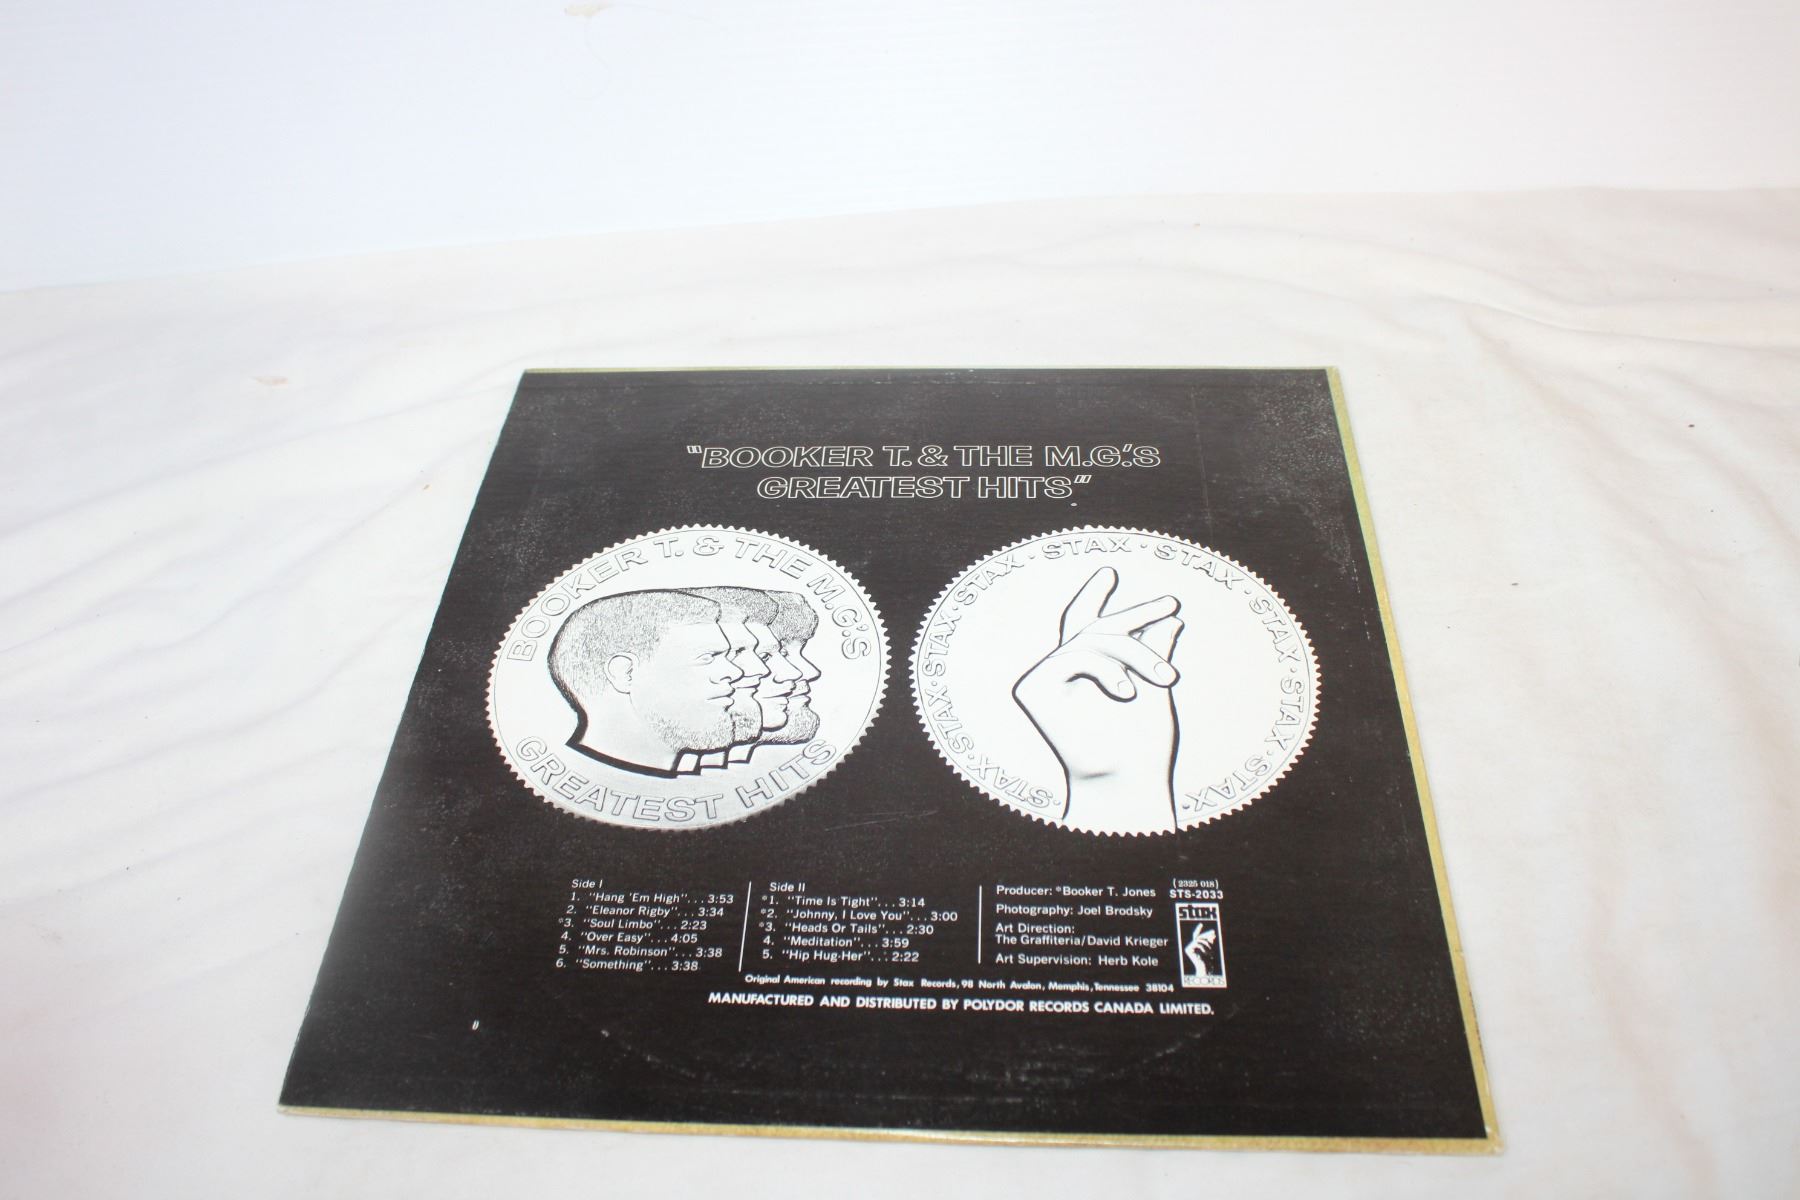 "BOOKER T. & THE M.G.'S
GREATEST HITS"
BOOKER T. & THE M.G.'S
GREATEST HITS
STAX · STAX · STAX · STAX · STAX · STAX · STAX · STAX · STAX · STAX · STAX ·
Side I
1. "Hang 'Em High"... 3:53
2. "Eleanor Rigby"... 3:34
*3. "Soul Limbo"... 2:23
4. "Over Easy"... 4:05
5. "Mrs. Robinson"... 3:38
6. "Something"... 3:38
Side II
*1. "Time Is Tight"... 3:14
*2. "Johnny, I Love You"... 3:00
*3. "Heads Or Tails"... 2:30
4. "Meditation"... 3:59
5. "Hip Hug-Her"... 2:22
Producer: *Booker T. Jones
Photography: Joel Brodsky
Art Direction:
The Graffiteria/David Krieger
Art Supervision: Herb Kole
(2325 018)
STS-2033
stax
RECORDS
Original American recording by Stax Records, 98 North Avalon, Memphis, Tennessee 38104
MANUFACTURED AND DISTRIBUTED BY POLYDOR RECORDS CANADA LIMITED.